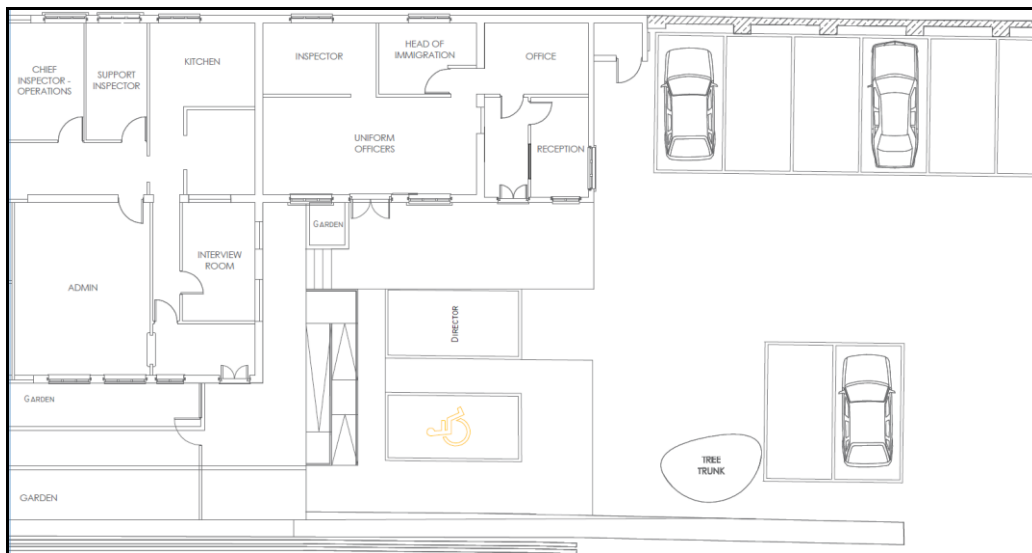 CHIEF
INSPECTOR -
OPERATIONS
SUPPORT
INSPECTOR
KITCHEN
INSPECTOR
HEAD OF
IMMIGRATION
OFFICE
UNIFORM
OFFICERS
RECEPTION
GARDEN
INTERVIEW
ROOM
ADMIN
DIRECTOR
GARDEN
TREE
TRUNK
GARDEN